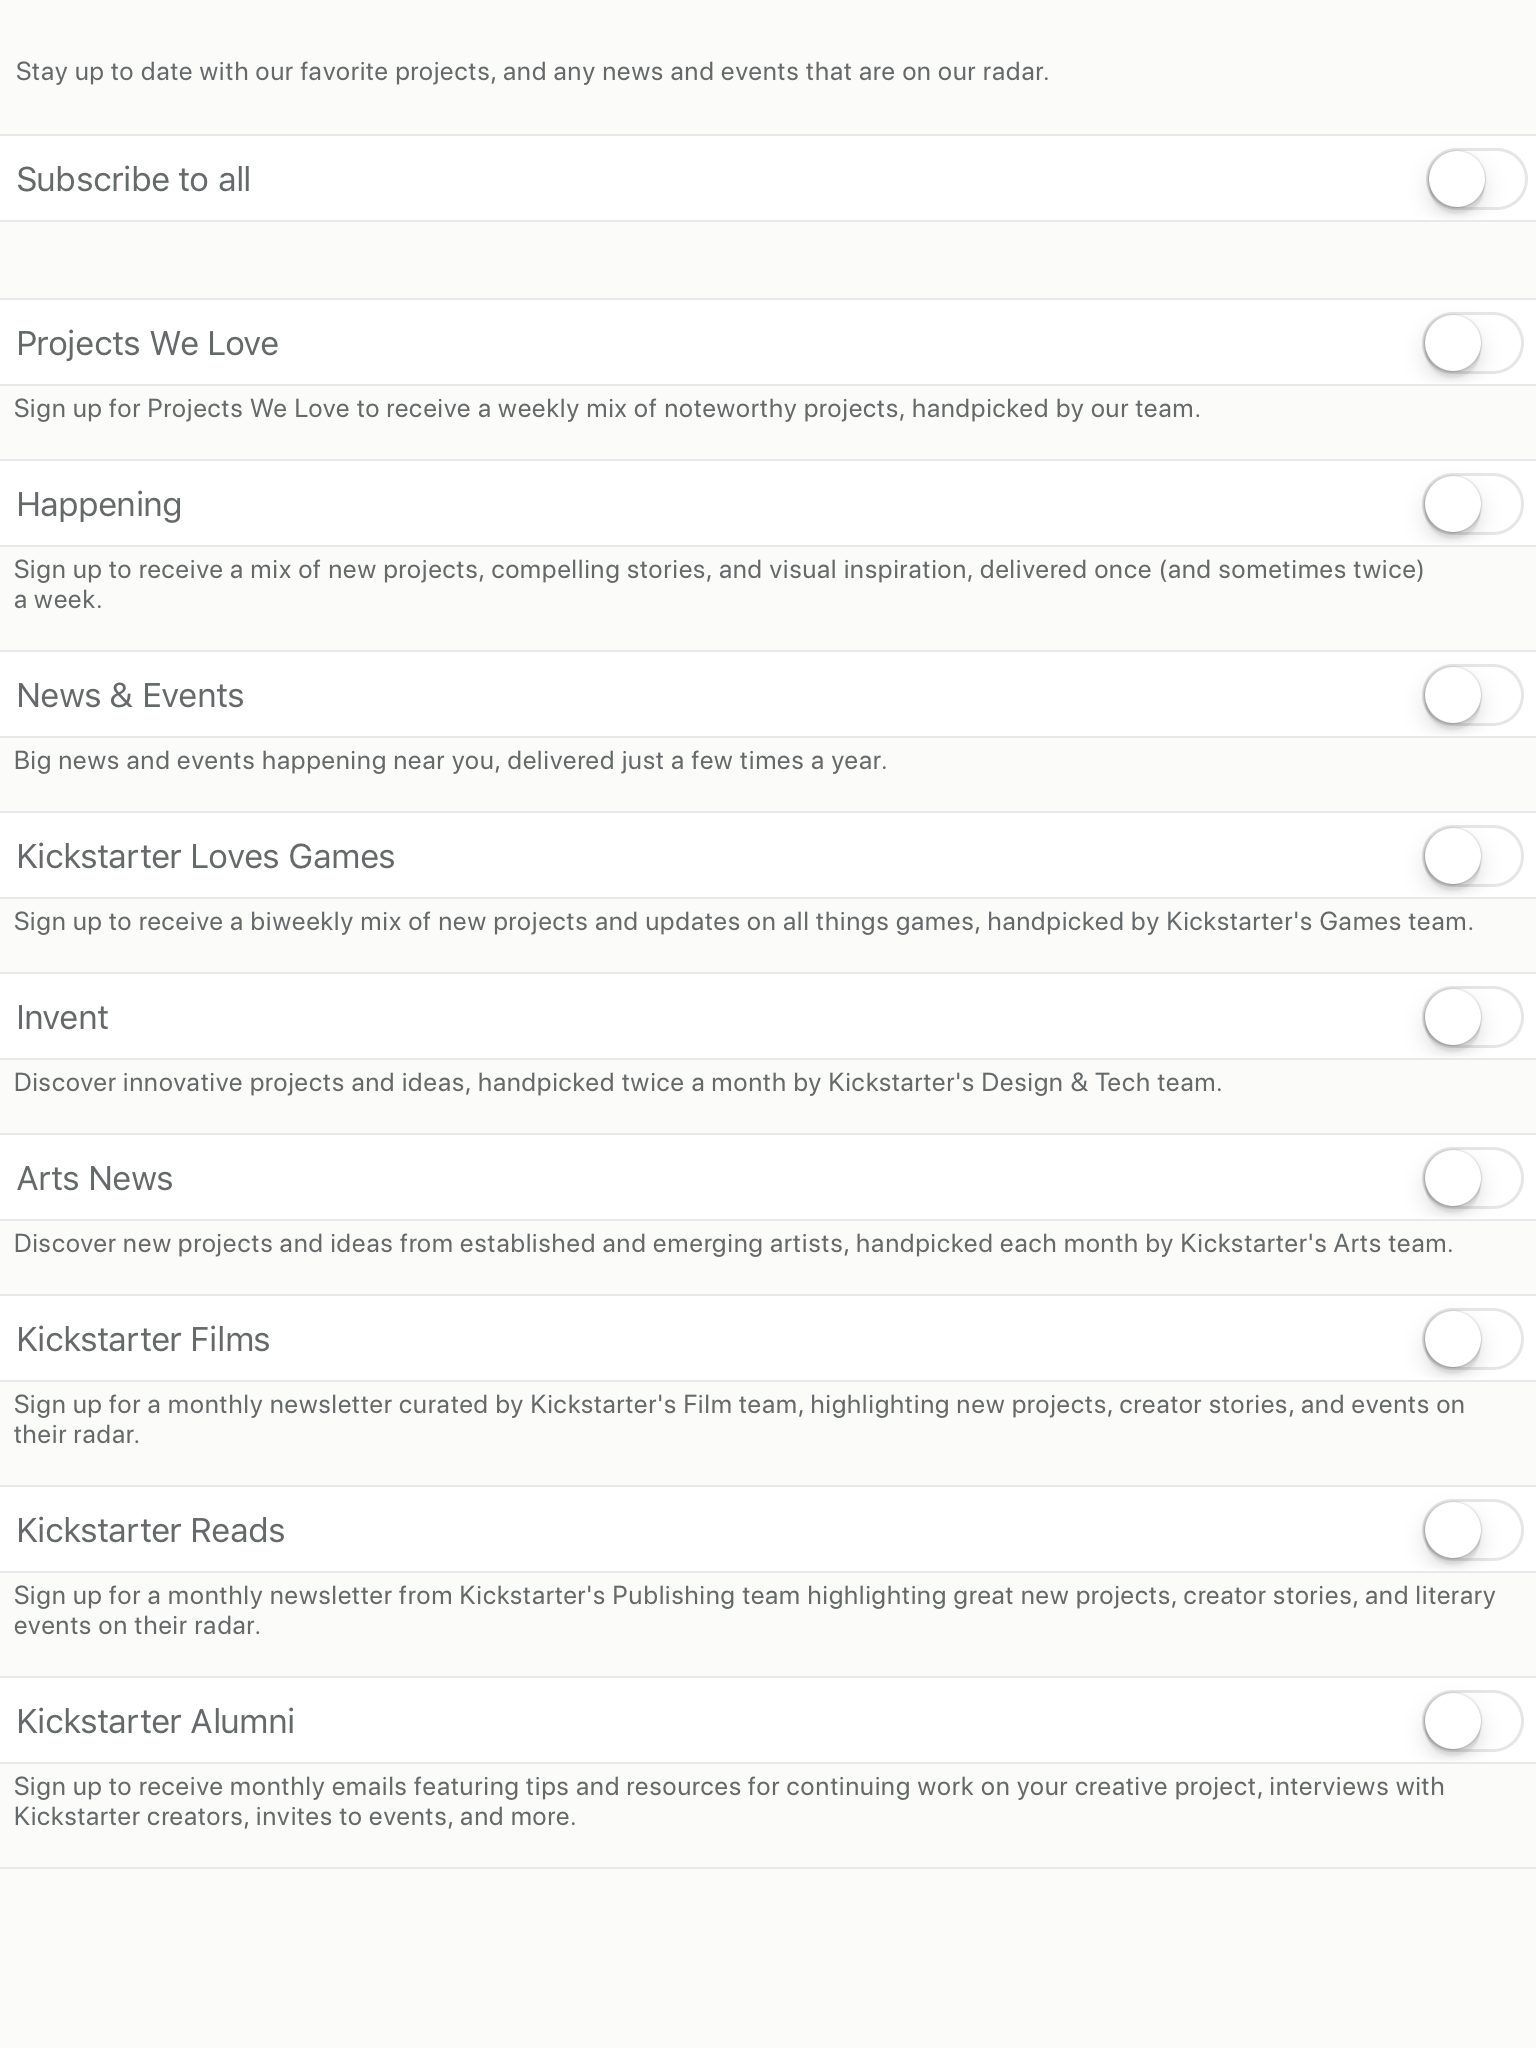 Stay up to date with our favorite projects, and any news and events that are on our radar.
Subscribe to all
Projects We Love
Sign up for Projects We Love to receive a weekly mix of noteworthy projects, handpicked by our team.
Happening
Sign up to receive a mix of new projects, compelling stories, and visual inspiration, delivered once (and sometimes twice)
a week.
News & Events
Big news and events happening near you, delivered just a few times a year.
Kickstarter Loves Games
Sign up to receive a biweekly mix of new projects and updates on all things games, handpicked by Kickstarter's Games team.
Invent
Discover innovative projects and ideas, handpicked twice a month by Kickstarter's Design & Tech team.
Arts News
Discover new projects and ideas from established and emerging artists, handpicked each month by Kickstarter's Arts team.
Kickstarter Films
Sign up for a monthly newsletter curated by Kickstarter's Film team, highlighting new projects, creator stories, and events on
their radar.
Kickstarter Reads
Sign up for a monthly newsletter from Kickstarter's Publishing team highlighting great new projects, creator stories, and literary
events on their radar.
Kickstarter Alumni
Sign up to receive monthly emails featuring tips and resources for continuing work on your creative project, interviews with
Kickstarter creators, invites to events, and more.